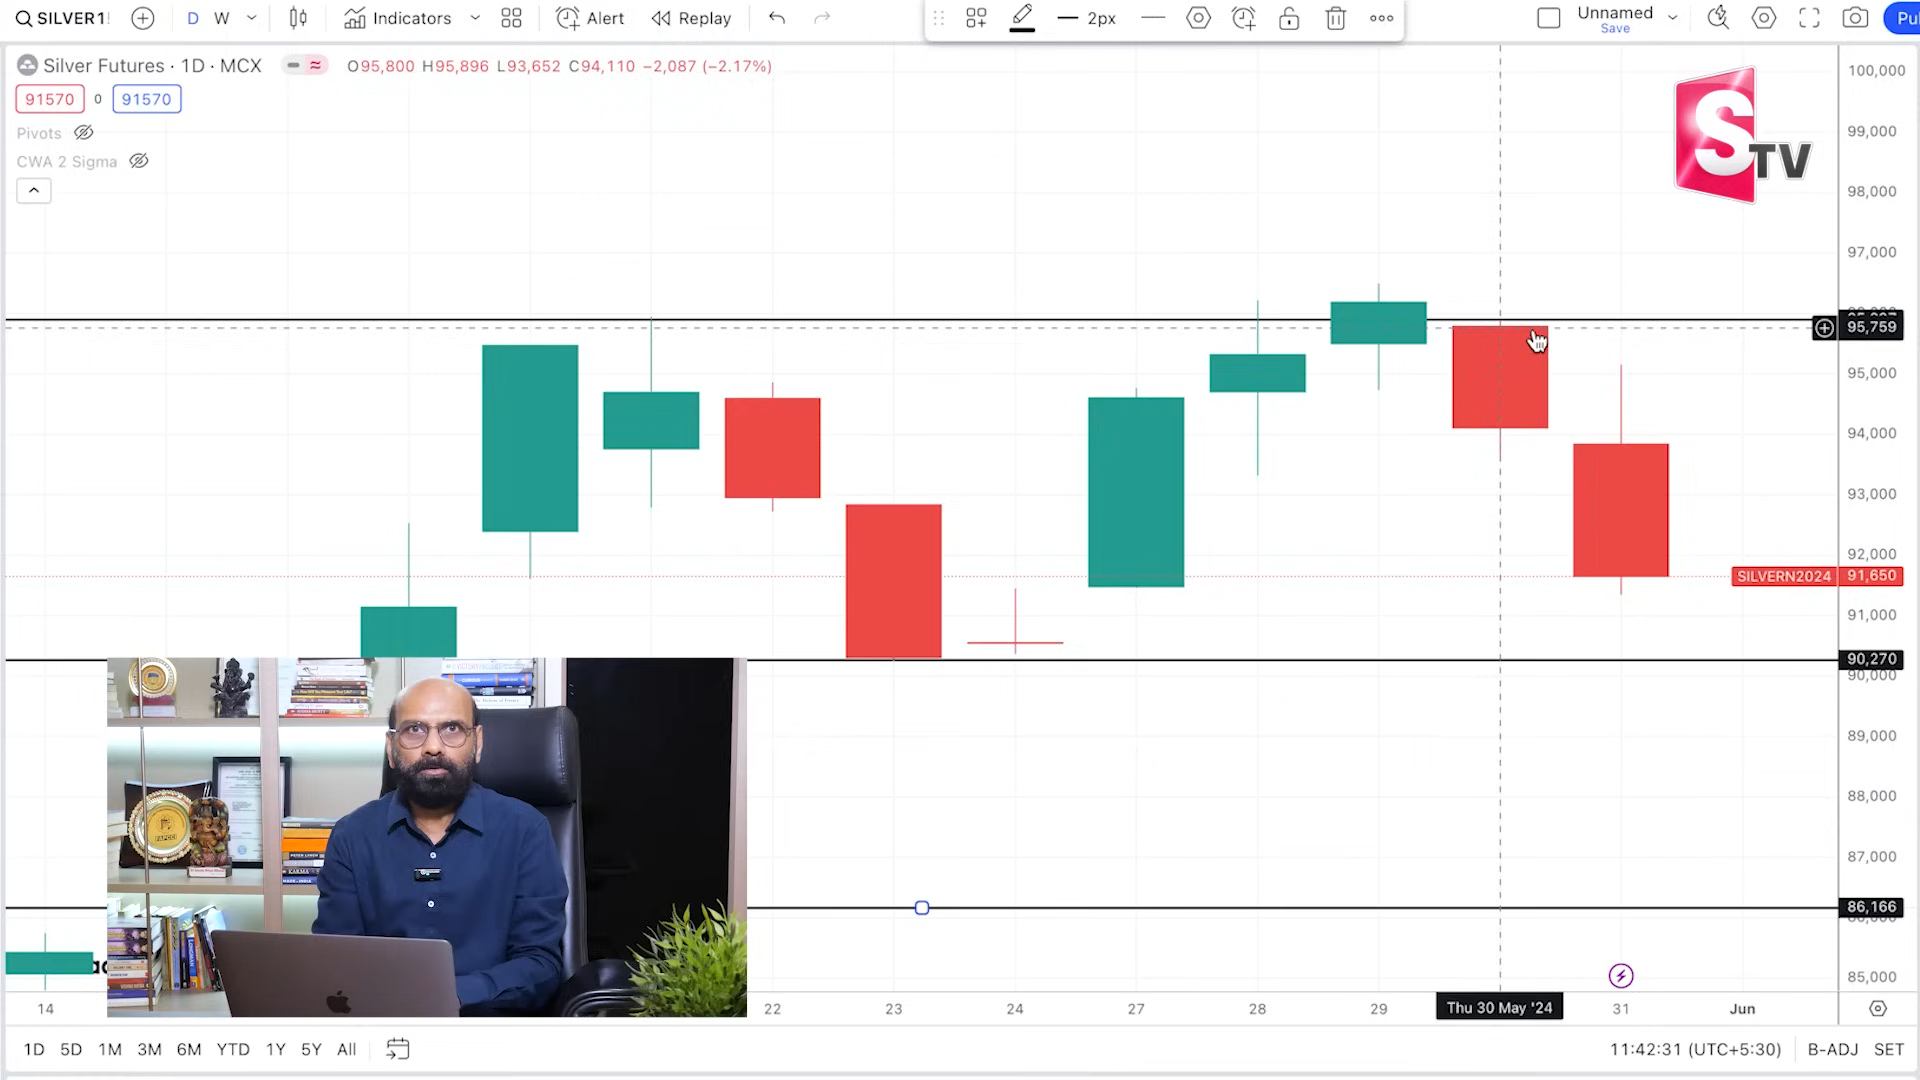 SILVER1!
D W
Indicators
Alert
Replay
2px
Unnamed
Save
Silver Futures · 1D · MCX
O95,800 H95,896 L93,652 C94,110 −2,087 (−2.17%)
91570 0 91570
Pivots
CWA 2 Sigma
S TV
100,000
99,000
98,000
97,000
95,759
95,000
94,000
93,000
92,000
SILVERN2024 91,650
91,000
90,270
90,000
89,000
88,000
87,000
86,166
85,000
14 22 23 24 27 28 29 Thu 30 May '24 31 Jun
1D 5D 1M 3M 6M YTD 1Y 5Y All
11:42:31 (UTC+5:30) B-ADJ SET